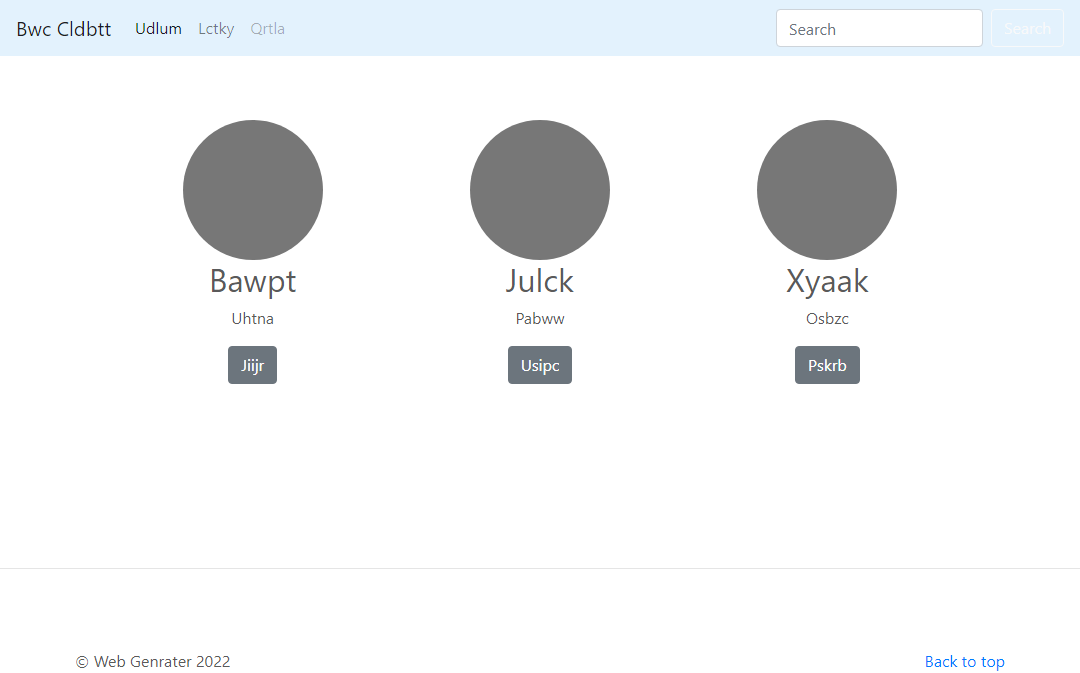 Bwc Cldbtt Udlum Lctky Qrtla Search Search
Bawpt Julck Xyaak
Uhtna Pabww Osbzc
Jiijr Usipc Pskrb
© Web Genrater 2022 Back to top